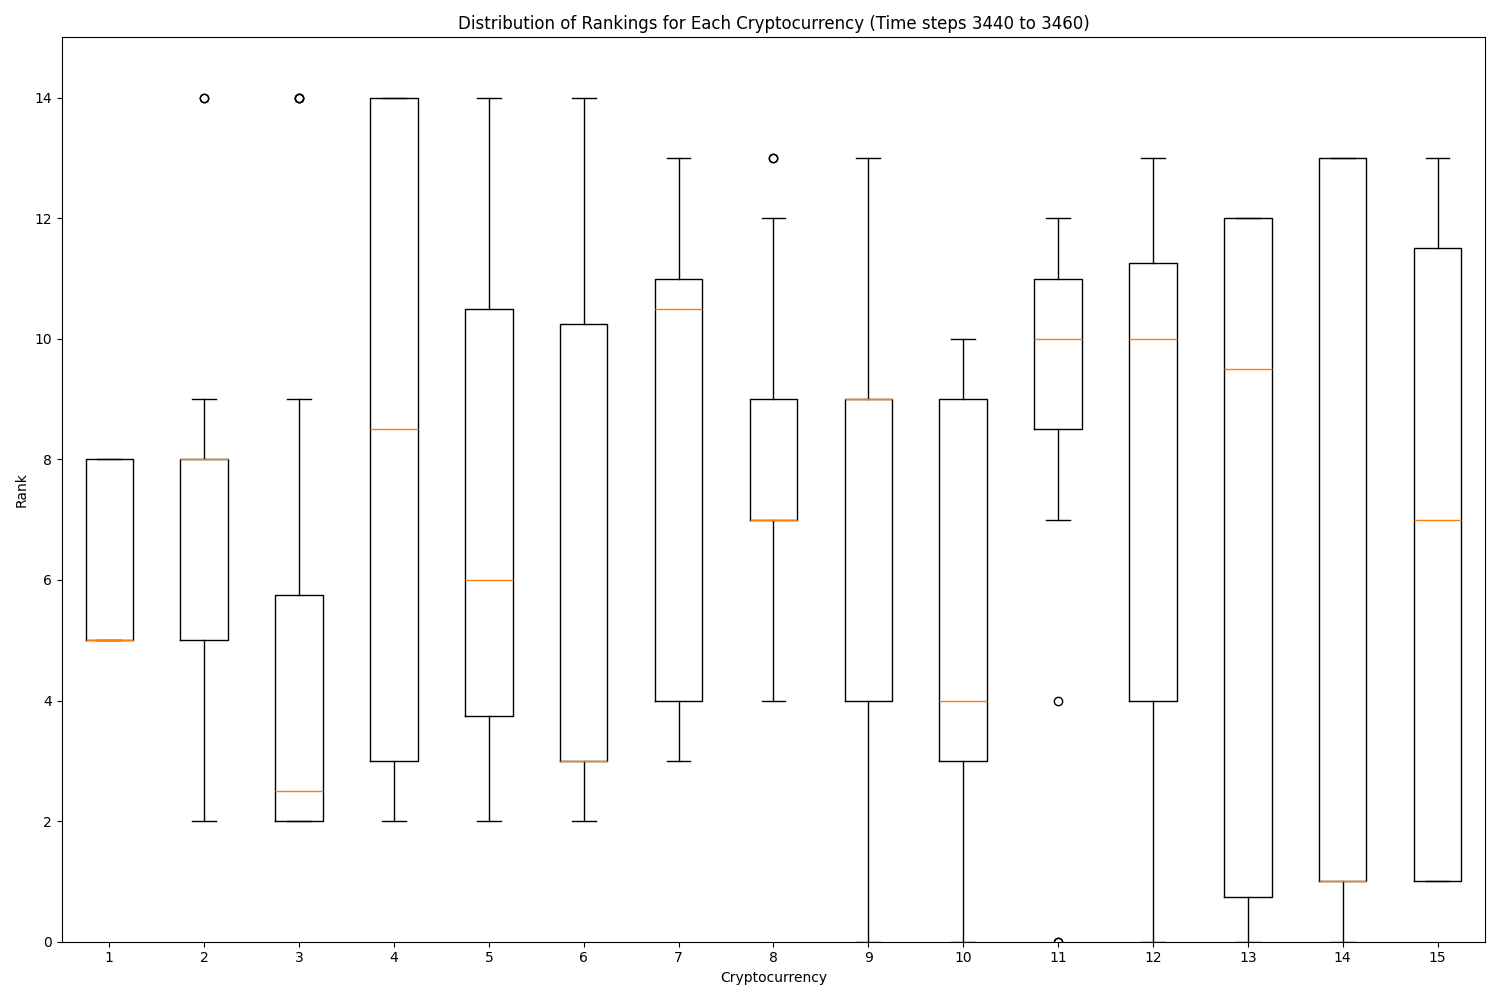 Distribution of Rankings for Each Cryptocurrency (Time steps 3440 to 3460)
Rank
14
12
10
8
6
4
2
0
1 2 3 4 5 6 7 8 9 10 11 12 13 14 15
Cryptocurrency